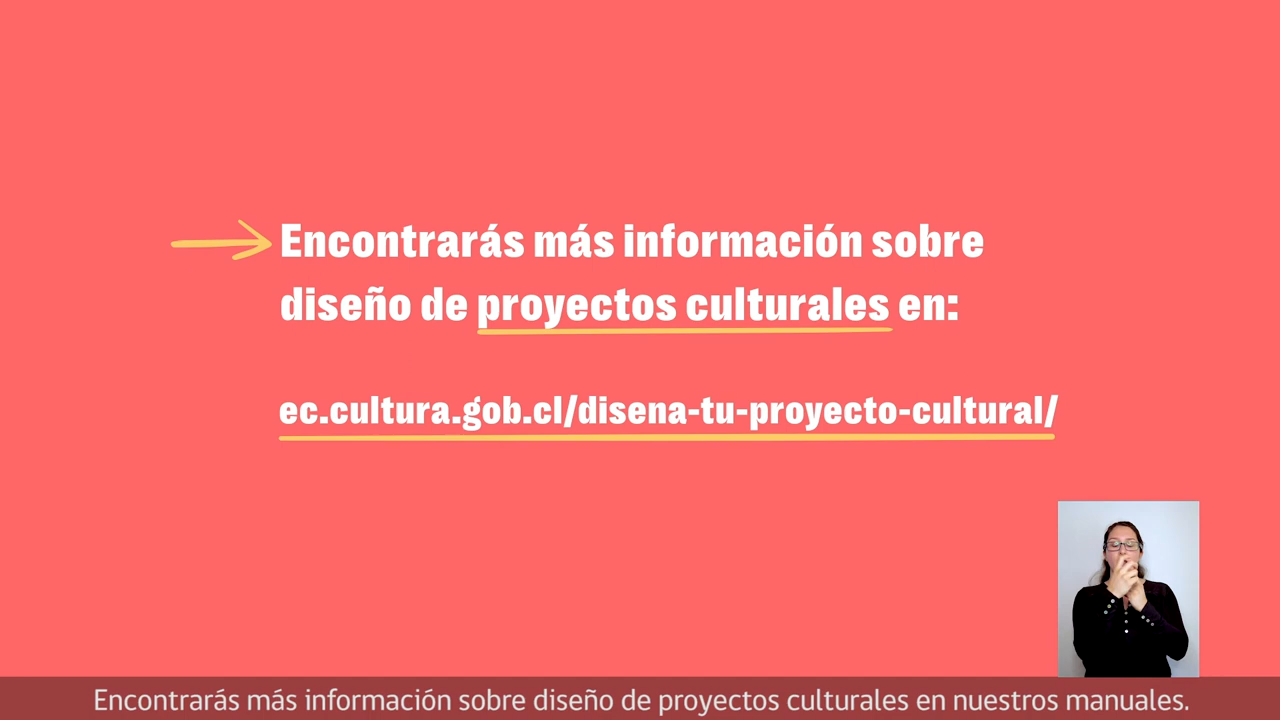 Encontrarás más información sobre
diseño de proyectos culturales en:
ec.cultura.gob.cl/disena-tu-proyecto-cultural/
Encontrarás más información sobre diseño de proyectos culturales en nuestros manuales.